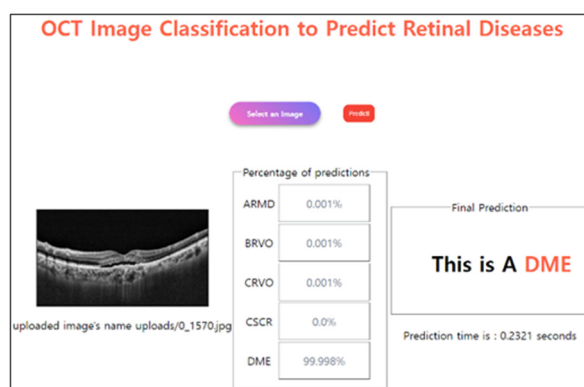 OCT Image Classification to Predict Retinal Diseases
Select an Image
Predict
Percentage of predictions
ARMD 0.001%
BRVO 0.001%
CRVO 0.001%
CSCR 0.0%
DME 99.998%
uploaded image's name uploads/0_1570.jpg
Final Prediction
This is A DME
Prediction time is : 0.2321 seconds